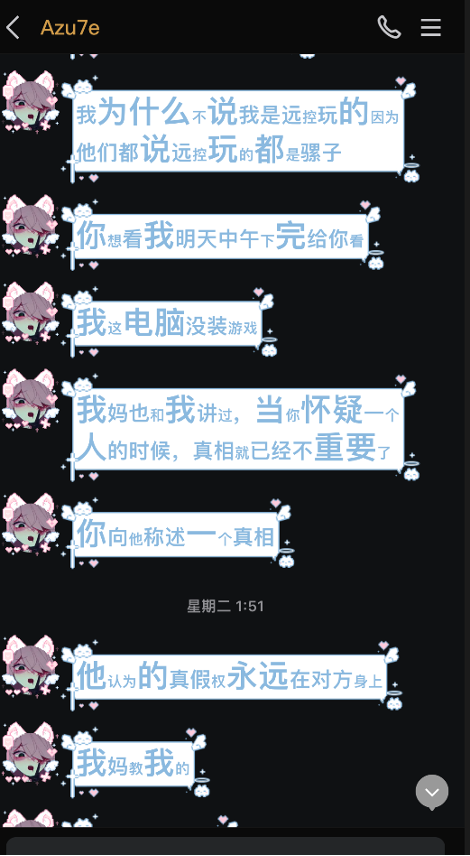 Azu7e
我为什么不说我是远控玩的因为
他们都说远控玩的都是骡子
你想看我明天中午下完给你看
我这电脑没装游戏
我妈也和我讲过，当你怀疑一个
人的时候，真相就已经不重要了
你向他称述一个真相
星期二 1:51
他认为的真假权永远在对方身上
我妈教我的